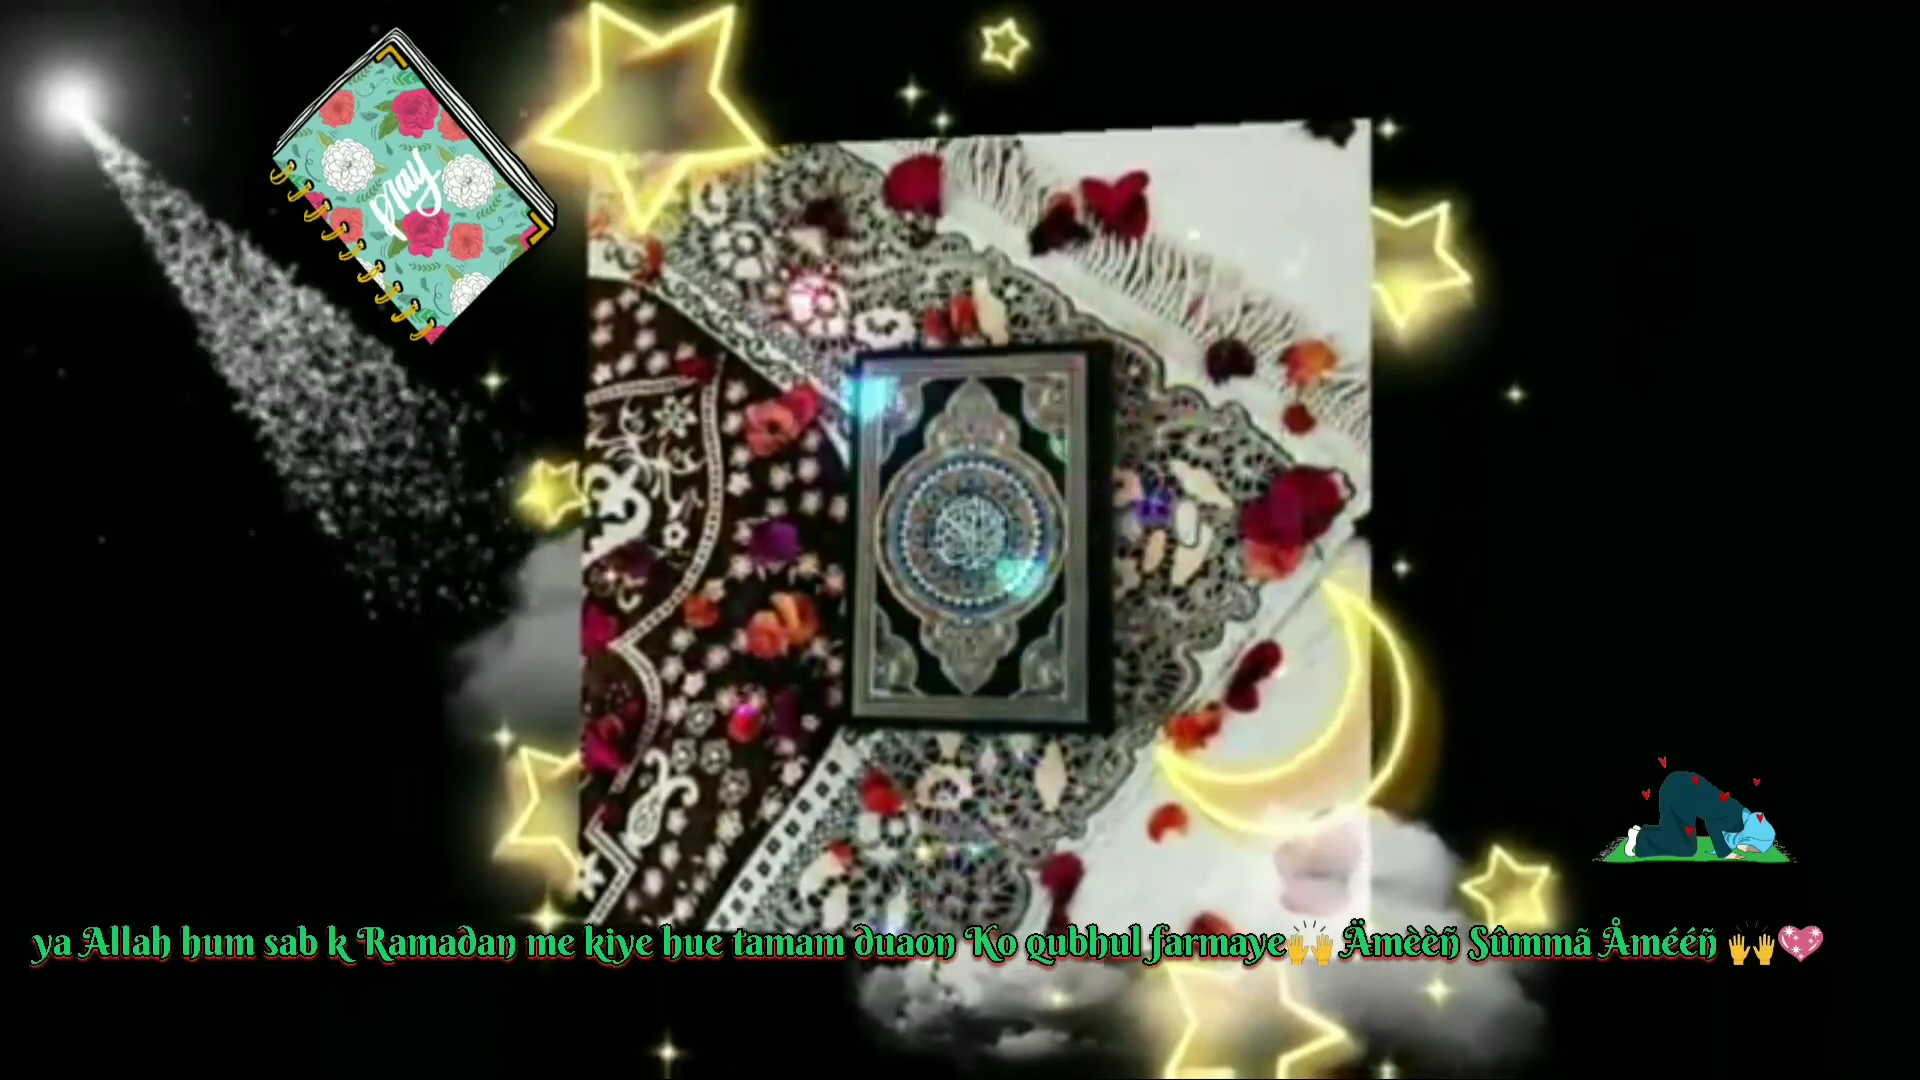 pray
ya Allah hum sab k Ramadan me kiye hue tamam duaon Ko qubhul farmaye🙌 Ämèèñ Sûmmã Åmééñ 🙌💖